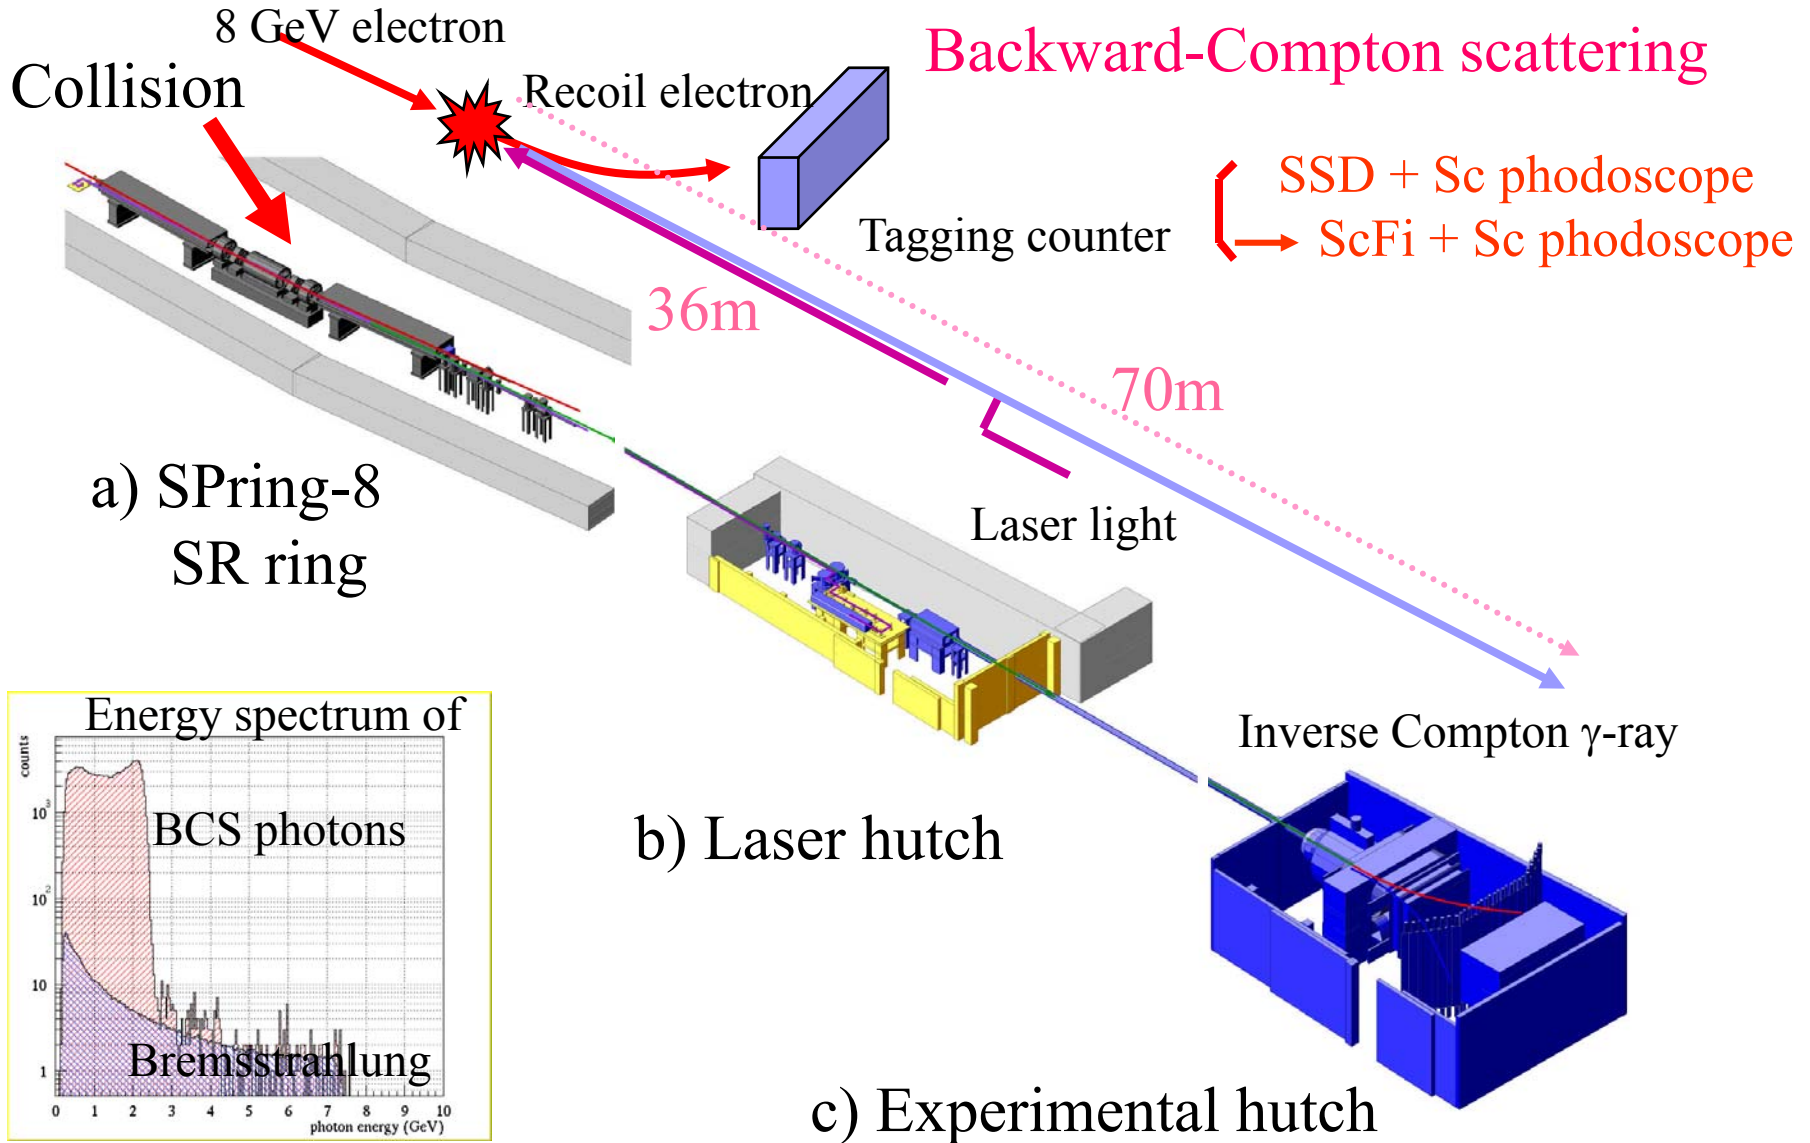 8 GeV electron
Backward-Compton scattering
Collision
Recoil electron
SSD + Sc phodoscope
Tagging counter
ScFi + Sc phodoscope
36m
70m
a) SPring-8
SR ring
Laser light
Inverse Compton γ-ray
b) Laser hutch
c) Experimental hutch
Energy spectrum of
counts
BCS photons
Bremsstrahlung
10³
10²
10
1
0 1 2 3 4 5 6 7 8 9 10
photon energy (GeV)